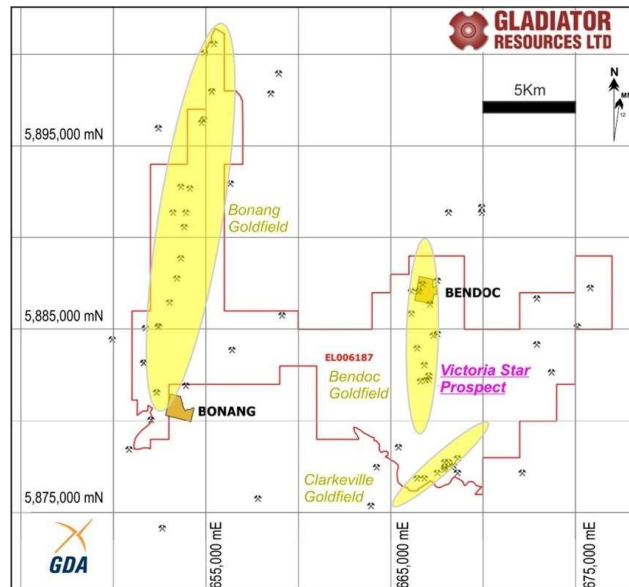 GLADIATOR
RESOURCES LTD
5Km
N
MN
12
5,895,000 mN
Bonang
Goldfield
BENDOC
5,885,000 mN
EL006187
Bendoc
Goldfield
Victoria Star
Prospect
BONANG
Clarkeville
Goldfield
5,875,000 mN
655,000 mE
665,000 mE
675,000 mE
GDA